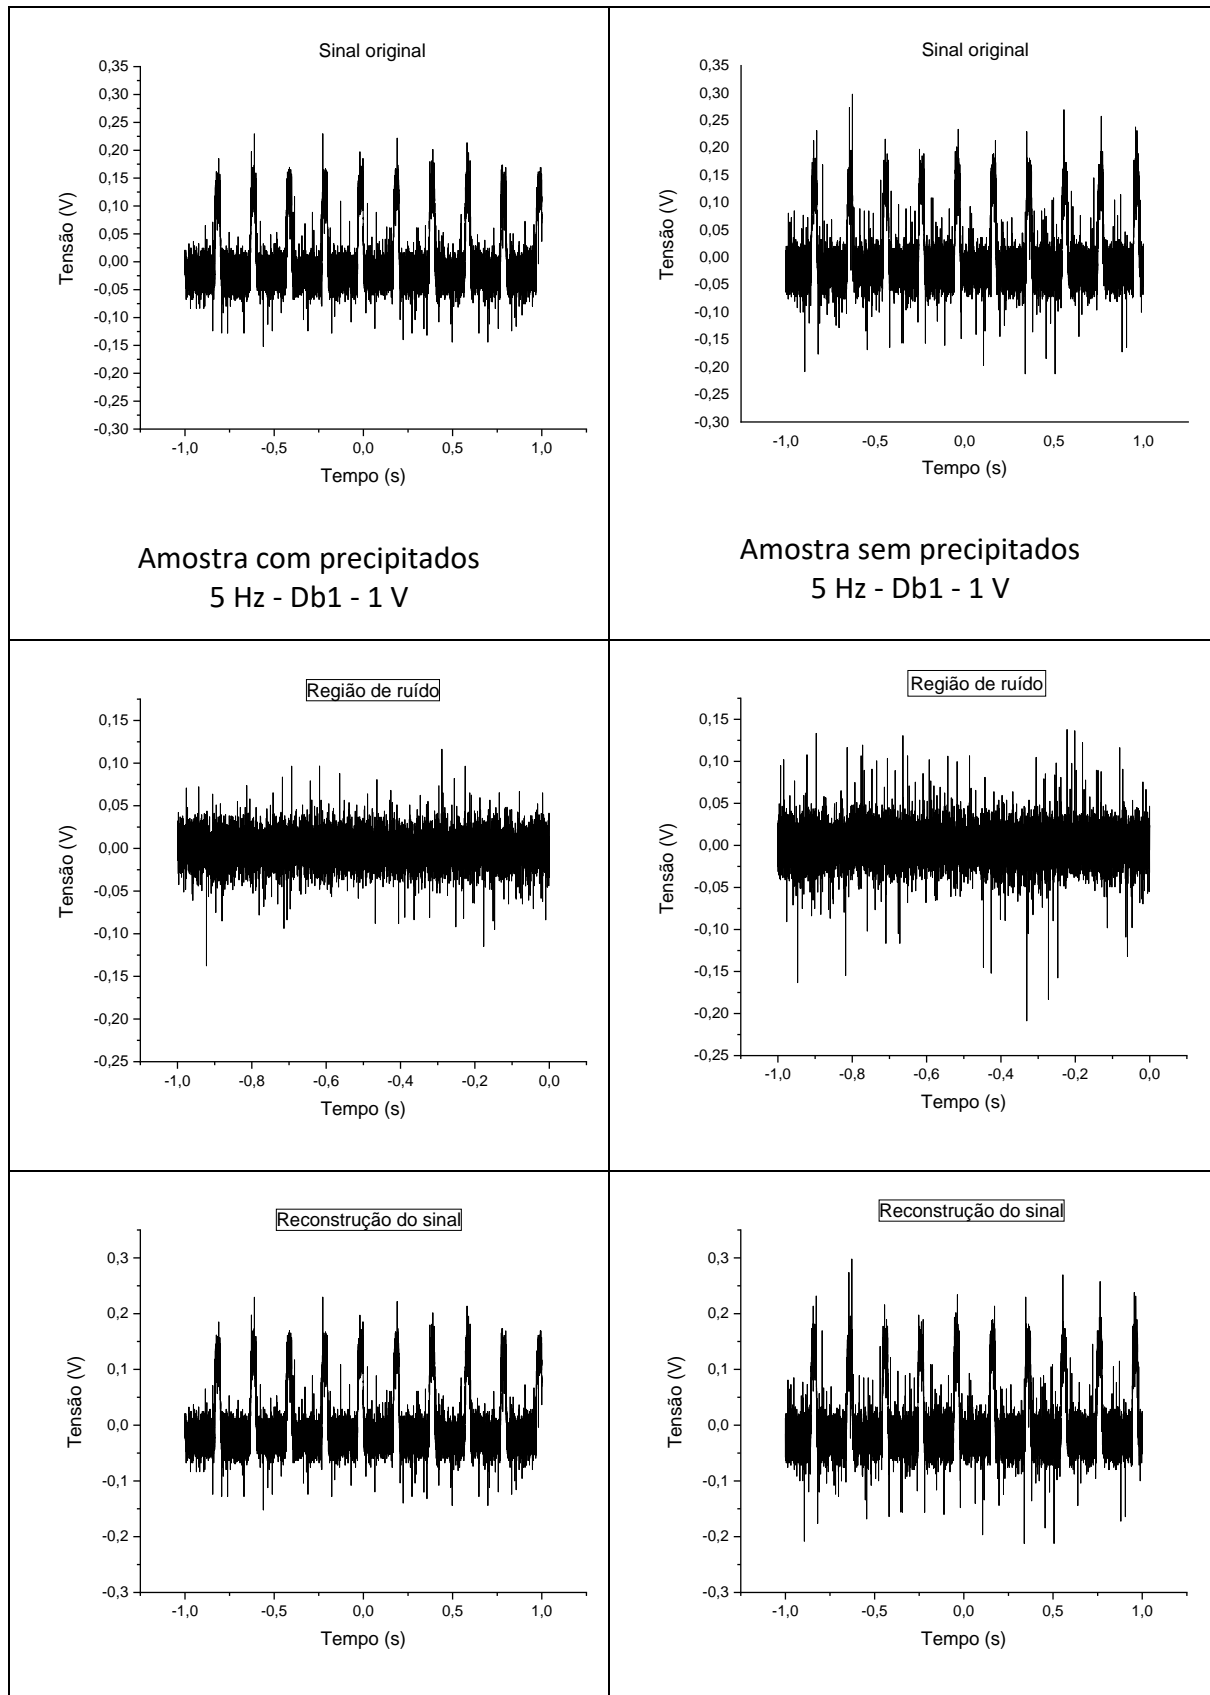 Sinal original
0,35
0,30
0,25
0,20
0,15
0,10
0,05
0,00
-0,05
-0,10
-0,15
-0,20
-0,25
-0,30
Tensão (V)
-1,0 -0,5 0,0 0,5 1,0
Tempo (s)
Amostra com precipitados
5 Hz - Db1 - 1 V
Sinal original
0,35
0,30
0,25
0,20
0,15
0,10
0,05
0,00
-0,05
-0,10
-0,15
-0,20
-0,25
-0,30
Tensão (V)
-1,0 -0,5 0,0 0,5 1,0
Tempo (s)
Amostra sem precipitados
5 Hz - Db1 - 1 V
Região de ruído
0,15
0,10
0,05
0,00
-0,05
-0,10
-0,15
-0,20
-0,25
Tensão (V)
-1,0 -0,8 -0,6 -0,4 -0,2 0,0
Tempo (s)
Região de ruído
0,15
0,10
0,05
0,00
-0,05
-0,10
-0,15
-0,20
-0,25
Tensão (V)
-1,0 -0,8 -0,6 -0,4 -0,2 0,0
Tempo (s)
Reconstrução do sinal
0,3
0,2
0,1
0,0
-0,1
-0,2
-0,3
Tensão (V)
-1,0 -0,5 0,0 0,5 1,0
Tempo (s)
Reconstrução do sinal
0,3
0,2
0,1
0,0
-0,1
-0,2
-0,3
Tensão (V)
-1,0 -0,5 0,0 0,5 1,0
Tempo (s)